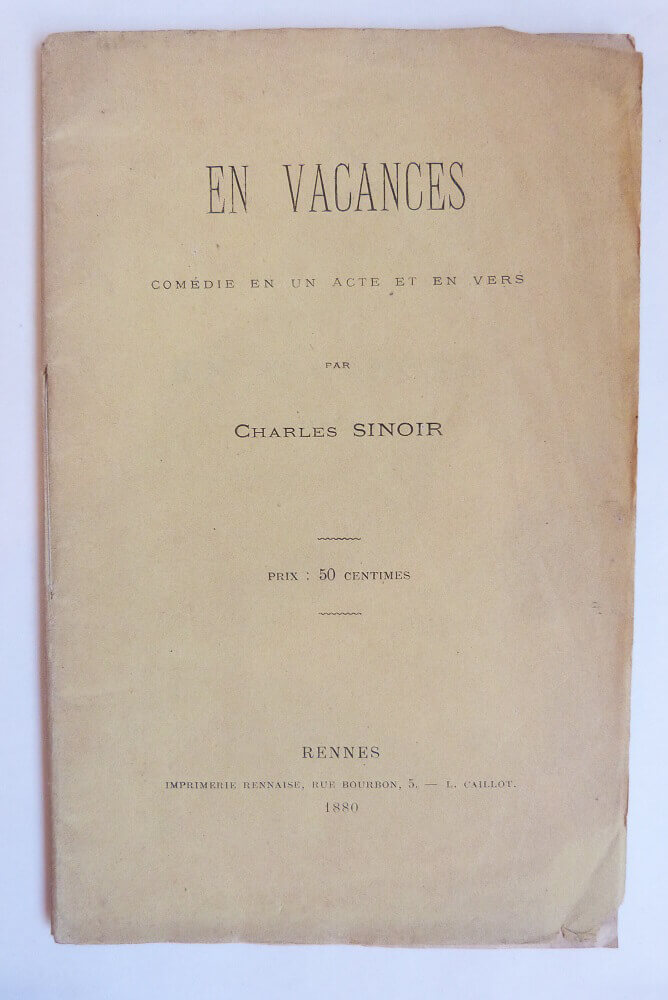 EN VACANCES
COMÉDIE EN UN ACTE ET EN VERS
PAR
CHARLES SINOIR
PRIX : 50 CENTIMES
RENNES
IMPRIMERIE RENNAISE, RUE BOURBON, 5. — L. CAILLOT.
1880